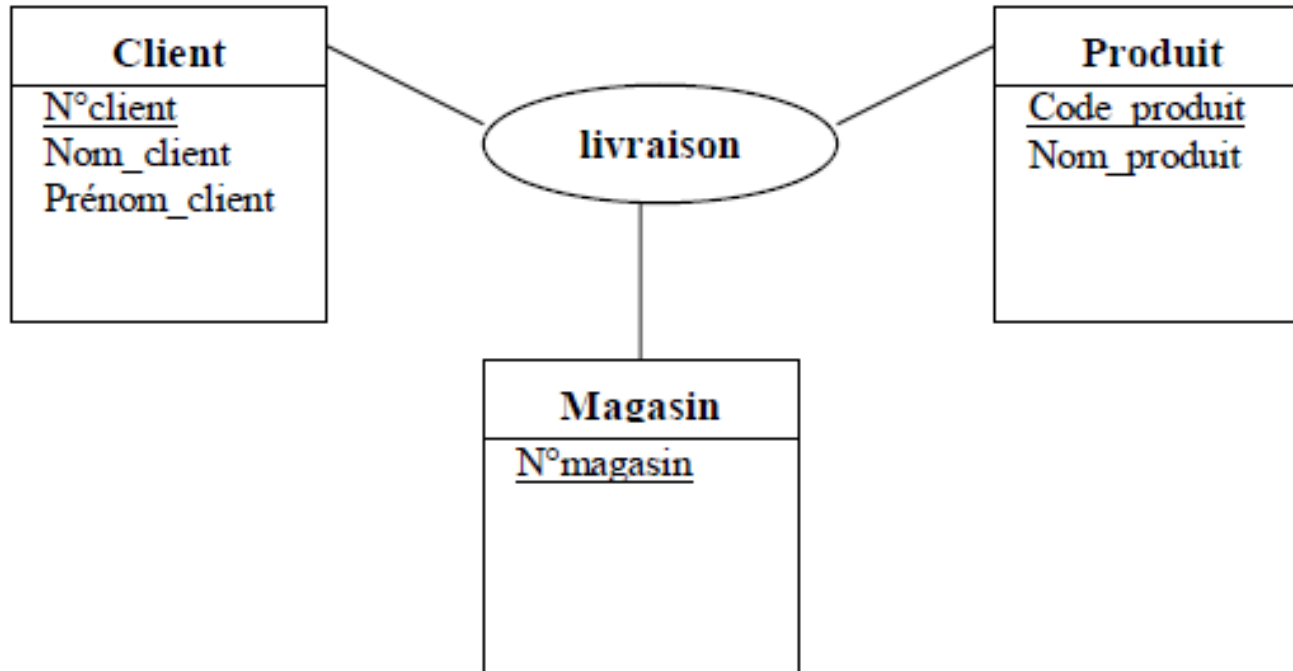 Client
N°client
Nom_client
Prénom_client
livraison
Produit
Code_produit
Nom_produit
Magasin
N°magasin